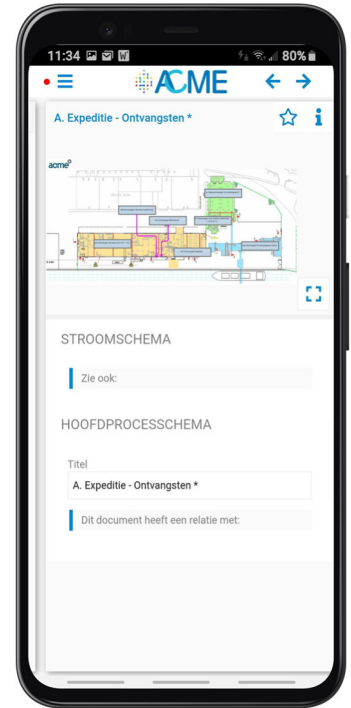 11:34
80%
ACME
A. Expeditie - Ontvangsten *
acme
STROOMSCHEMA
Zie ook:
HOOFDPROCESSCHEMA
Titel
A. Expeditie - Ontvangsten *
Dit document heeft een relatie met: